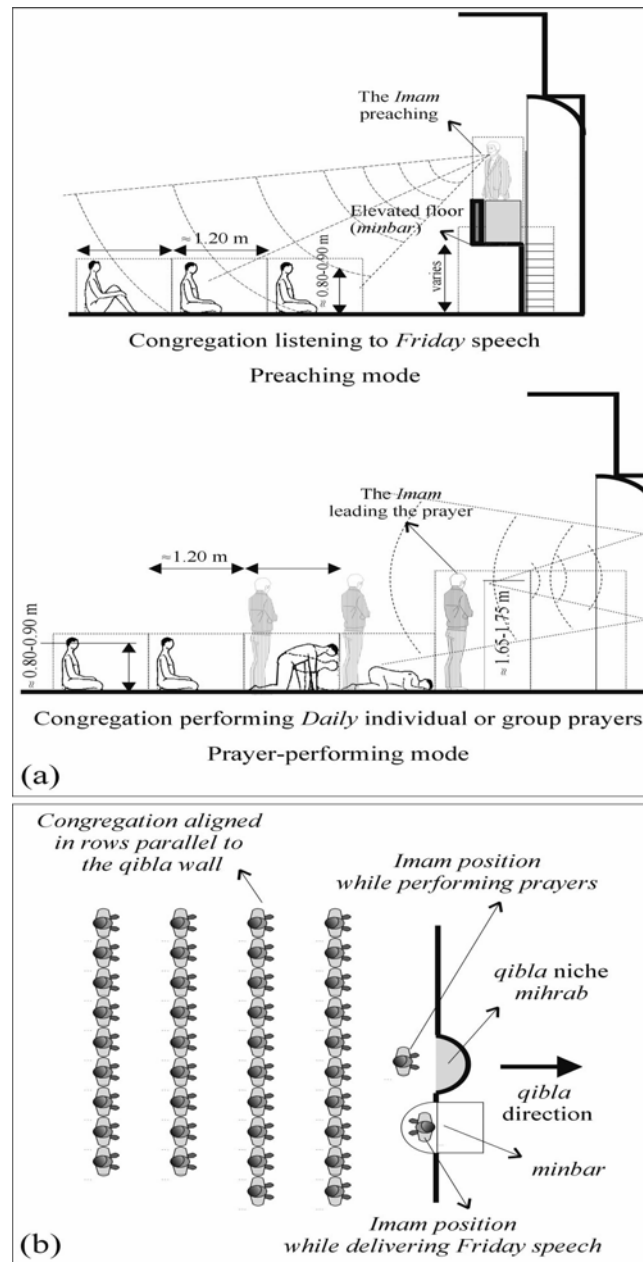 The Imam
preaching
Elevated floor
(minbar)
≈ 1.20 m
≈ 0.80-0.90 m
varies
Congregation listening to Friday speech
Preaching mode
The Imam
leading the prayer
≈1.20 m
≈ 0.80-0.90 m
≈ 1.65-1.75 m
Congregation performing Daily individual or group prayers
Prayer-performing mode
(a)
Congregation aligned
in rows parallel to
the qibla wall
Imam position
while performing prayers
qibla niche
mihrab
qibla
direction
minbar
Imam position
while delivering Friday speech
(b)